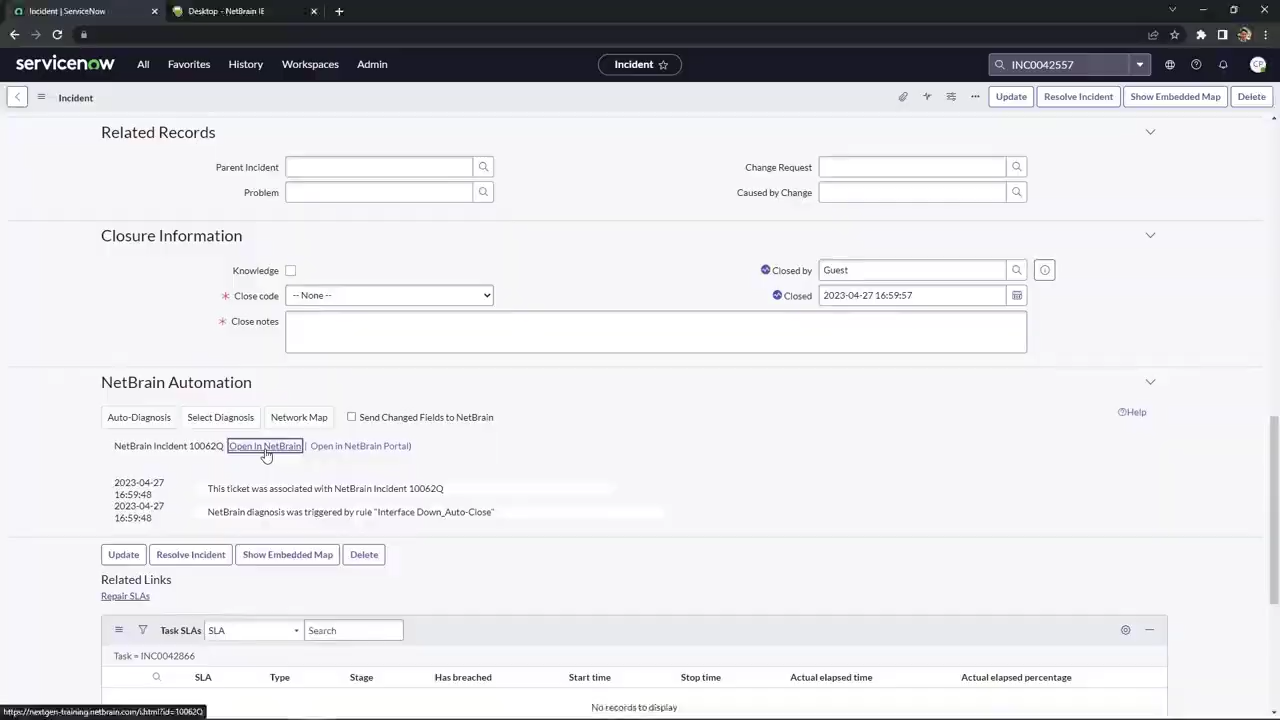 Incident | ServiceNow
Desktop - NetBrain IE
servicenow All Favorites History Workspaces Admin Incident INC0042557 CP
Incident Update Resolve Incident Show Embedded Map Delete
Related Records
Parent Incident Change Request
Problem Caused by Change
Closure Information
Knowledge Closed by Guest
* Close code -- None -- Closed 2023-04-27 16:59:57
* Close notes
NetBrain Automation
Auto-Diagnosis Select Diagnosis Network Map Send Changed Fields to NetBrain Help
NetBrain Incident 10062Q Open In NetBrain | Open in NetBrain Portal)
2023-04-27
16:59:48 This ticket was associated with NetBrain Incident 10062Q
2023-04-27
16:59:48 NetBrain diagnosis was triggered by rule "Interface Down_Auto-Close"
Update Resolve Incident Show Embedded Map Delete
Related Links
Repair SLAs
Task SLAs SLA Search
Task = INC0042866
SLA Type Stage Has breached Start time Stop time Actual elapsed time Actual elapsed percentage
No records to display
https://nextgen-training.netbrain.com/i.html?id=10062Q